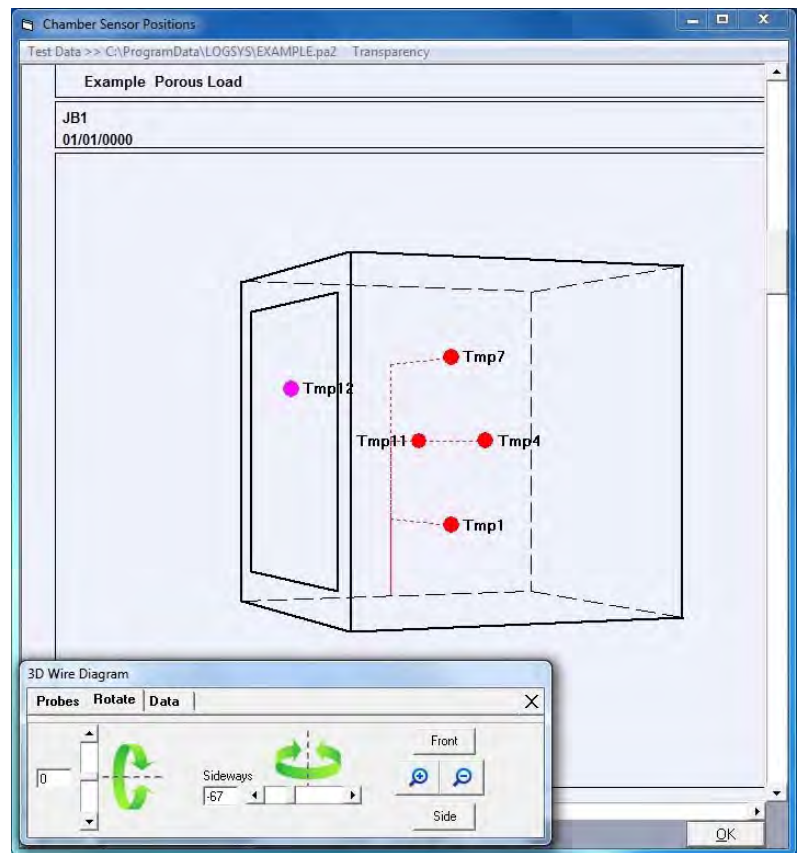 Chamber Sensor Positions
Test Data >> C:\ProgramData\LOGSYS\EXAMPLE.pa2 Transparency
Example Porous Load
JB1
01/01/0000
Tmp7
Tmp12
Tmp11
Tmp4
Tmp1
3D Wire Diagram
Probes Rotate Data
Front
0
Sideways
-67
Side
OK